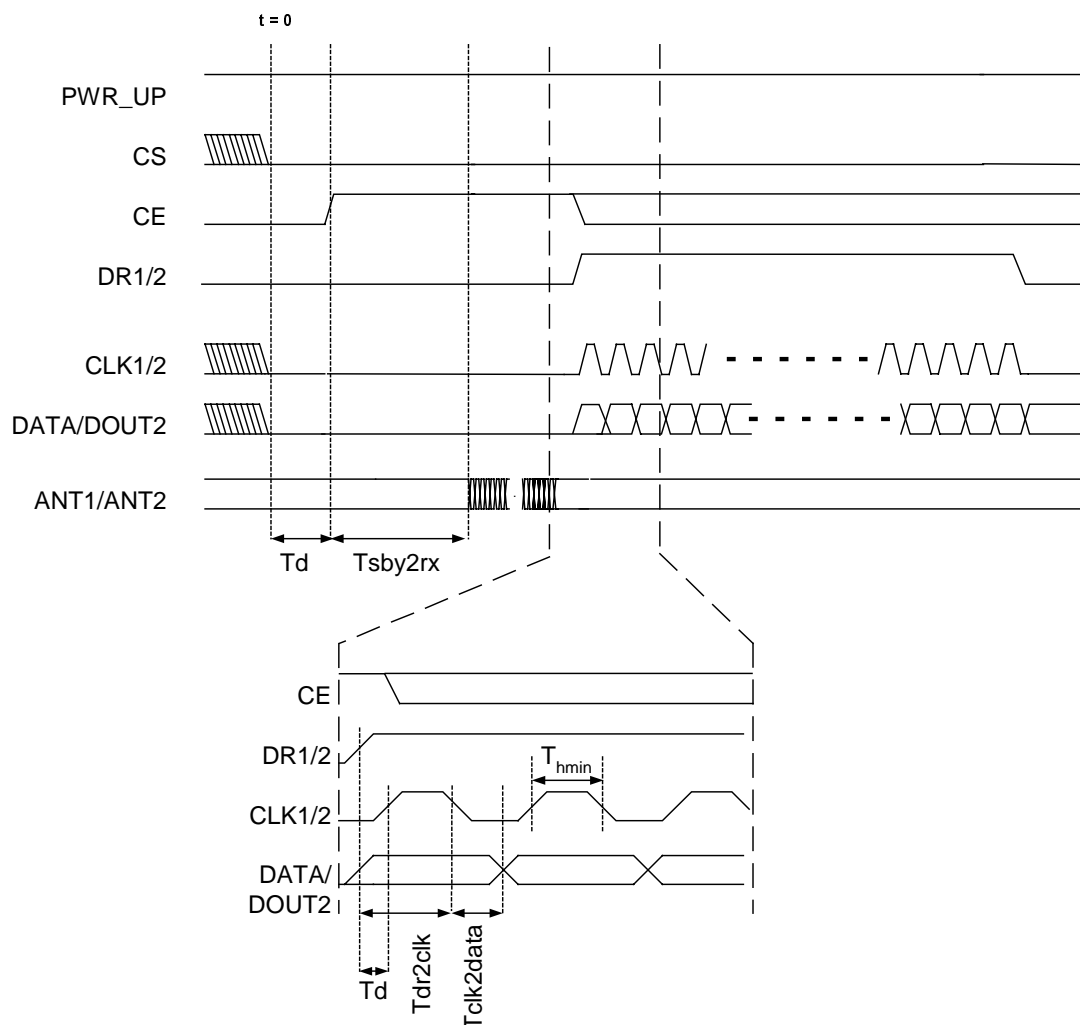 t = 0
PWR_UP
CS
CE
DR1/2
CLK1/2
DATA/DOUT2
ANT1/ANT2
Td
Tsby2rx
CE
DR1/2
Thmin
CLK1/2
DATA/
DOUT2
Td
Tdr2clk
Tclk2data